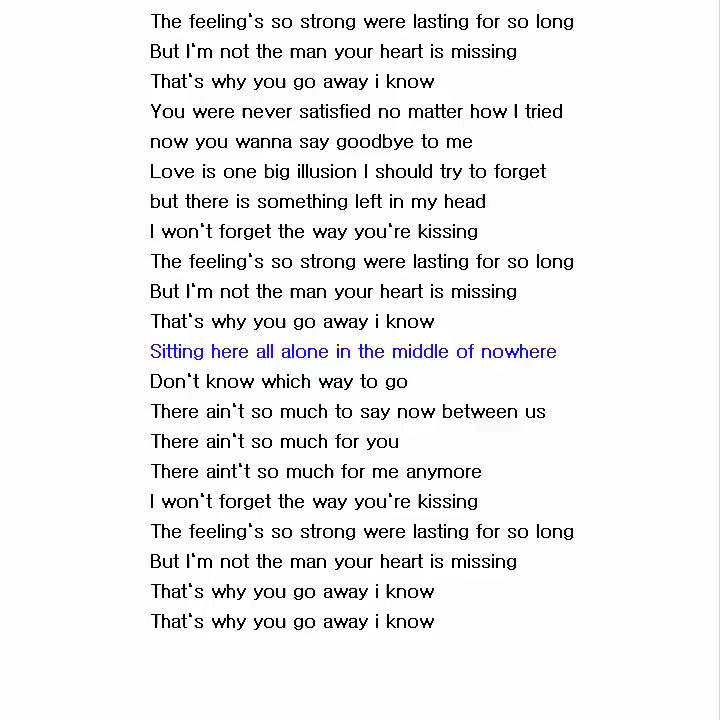 The feeling's so strong were lasting for so long
But I'm not the man your heart is missing
That's why you go away i know
You were never satisfied no matter how I tried
now you wanna say goodbye to me
Love is one big illusion I should try to forget
but there is something left in my head
I won't forget the way you're kissing
The feeling's so strong were lasting for so long
But I'm not the man your heart is missing
That's why you go away i know
Sitting here all alone in the middle of nowhere
Don't know which way to go
There ain't so much to say now between us
There ain't so much for you
There aint't so much for me anymore
I won't forget the way you're kissing
The feeling's so strong were lasting for so long
But I'm not the man your heart is missing
That's why you go away i know
That's why you go away i know